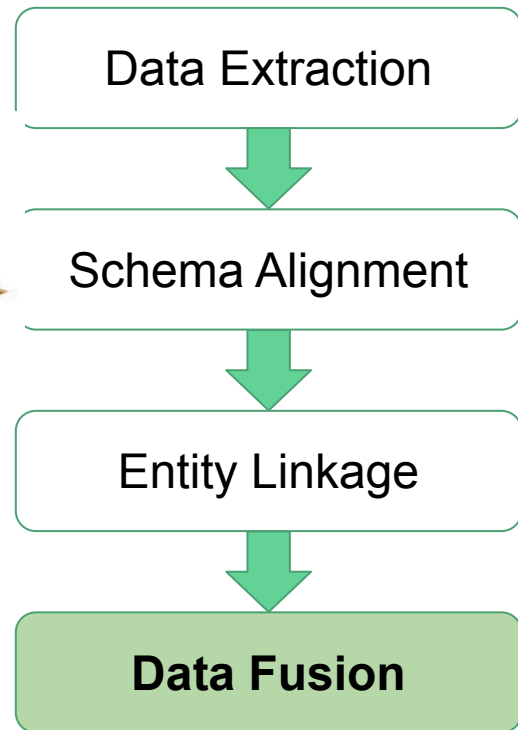 Data Extraction
Schema Alignment
Entity Linkage
Data Fusion